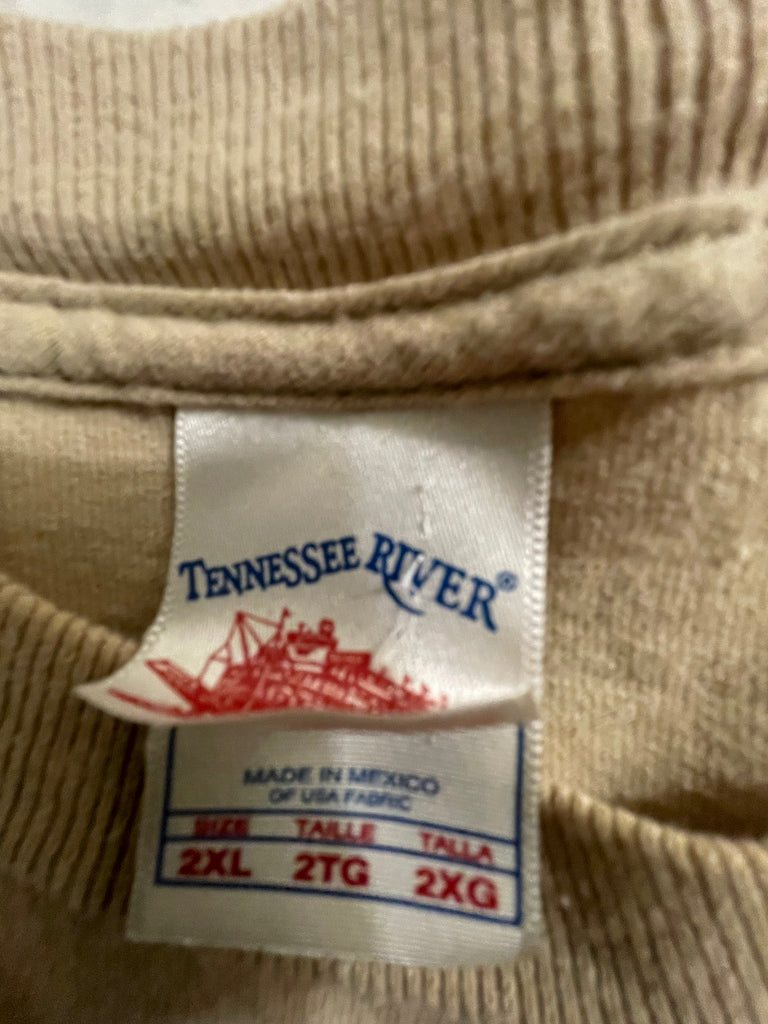 TENNESSEE RIVER®
MADE IN MEXICO
OF USA FABRIC
SIZE TAILLE TALLA
2XL 2TG 2XG